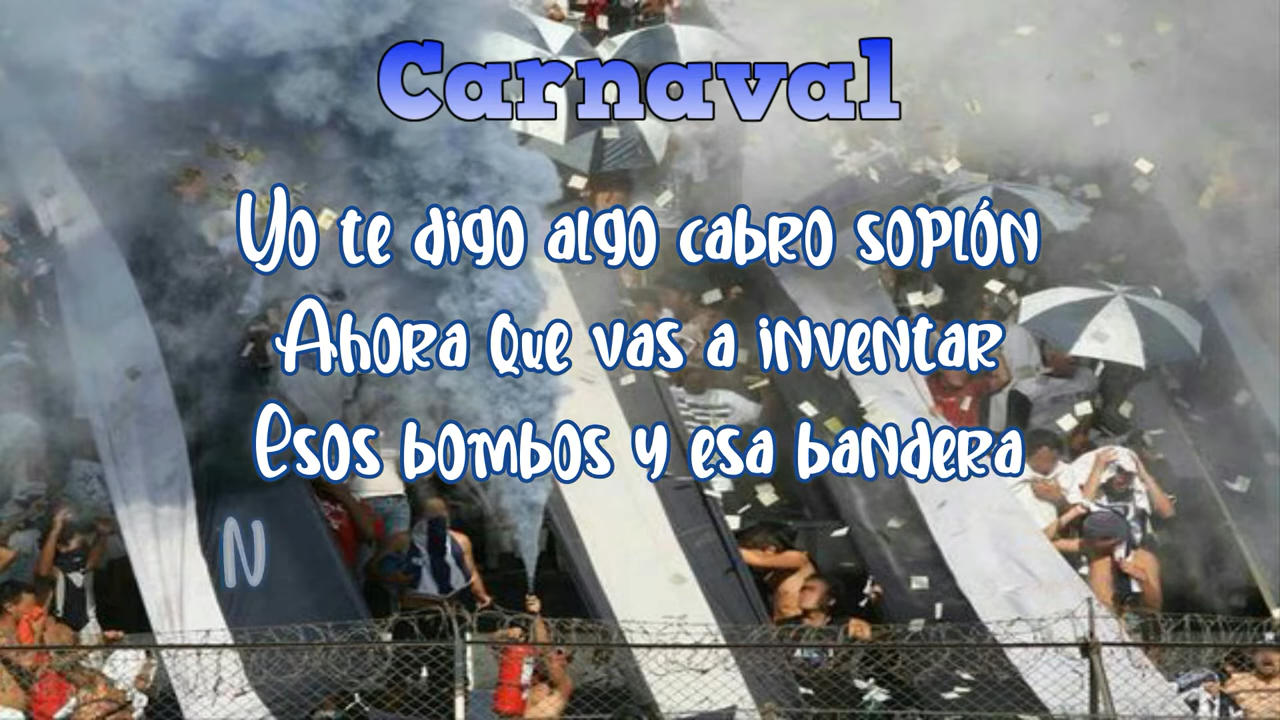 Carnaval
Yo te digo algo cabro soplón
Ahora que vas a inventar
Esos bombos y esa bandera
N